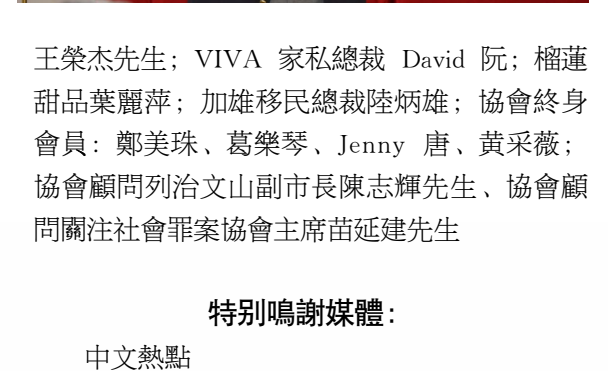 王榮杰先生；VIVA 家私總裁 David 阮；榴蓮
甜品葉麗萍；加雄移民總裁陸炳雄；協會終身
會員：鄭美珠、葛樂琴、Jenny 唐、黄采薇；
協會顧問列治文山副市長陳志輝先生、協會顧
問關注社會罪案協會主席苗延建先生
特别鳴謝媒體：
中文熱點